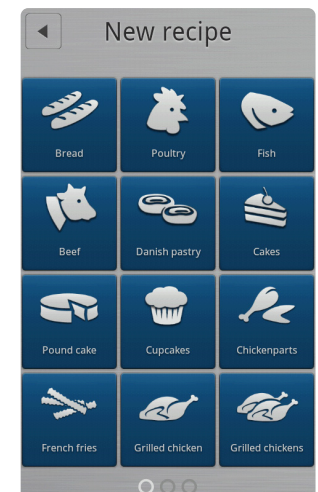 New recipe
Bread
Poultry
Fish
Beef
Danish pastry
Cakes
Pound cake
Cupcakes
Chickenparts
French fries
Grilled chicken
Grilled chickens